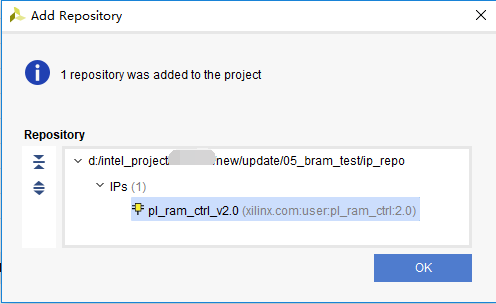 Add Repository
1 repository was added to the project
Repository
d:/intel_project new/update/05_bram_test/ip_repo
IPs (1)
pl_ram_ctrl_v2.0 (xilinx.com:user:pl_ram_ctrl:2.0)
OK